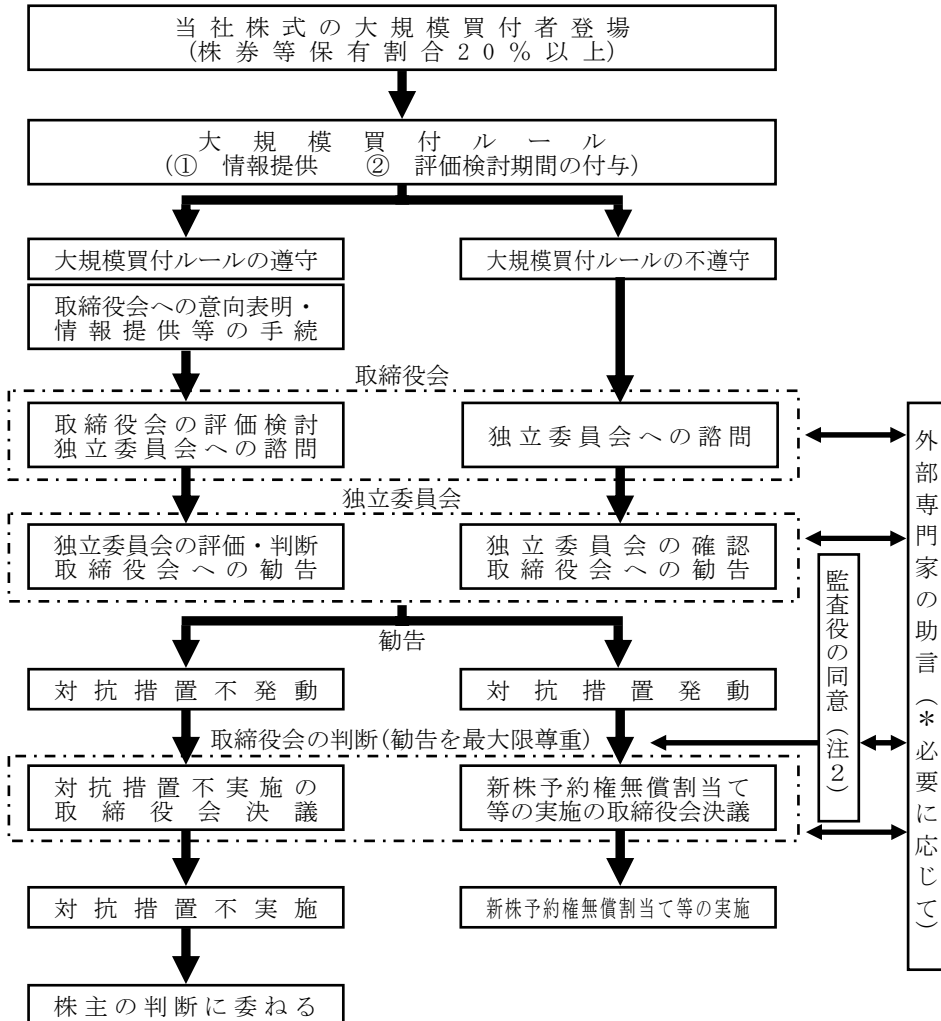 当社株式の大規模買付者登場
(株券等保有割合20%以上)
大規模買付ルール
(① 情報提供 ② 評価検討期間の付与)
大規模買付ルールの遵守
大規模買付ルールの不遵守
取締役会への意向表明・
情報提供等の手続
取締役会
取締役会の評価検討
独立委員会への諮問
独立委員会への諮問
独立委員会
独立委員会の評価・判断
取締役会への勧告
独立委員会の確認
取締役会への勧告
勧告
対抗措置不発動
対抗措置発動
取締役会の判断(勧告を最大限尊重)
対抗措置不実施の
取締役会決議
新株予約権無償割当て
等の実施の取締役会決議
対抗措置不実施
新株予約権無償割当て等の実施
株主の判断に委ねる
監査役の同意(注2)
外部専門家の助言(*必要に応じて)